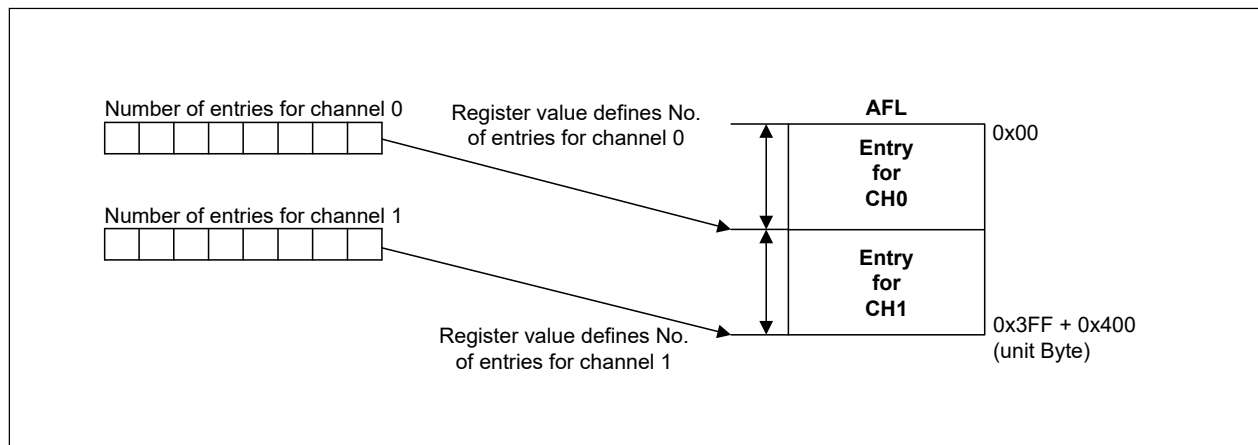 Number of entries for channel 0
Register value defines No.
of entries for channel 0
AFL
0x00
Entry
for
CH0
Number of entries for channel 1
Entry
for
CH1
Register value defines No.
of entries for channel 1
0x3FF + 0x400
(unit Byte)